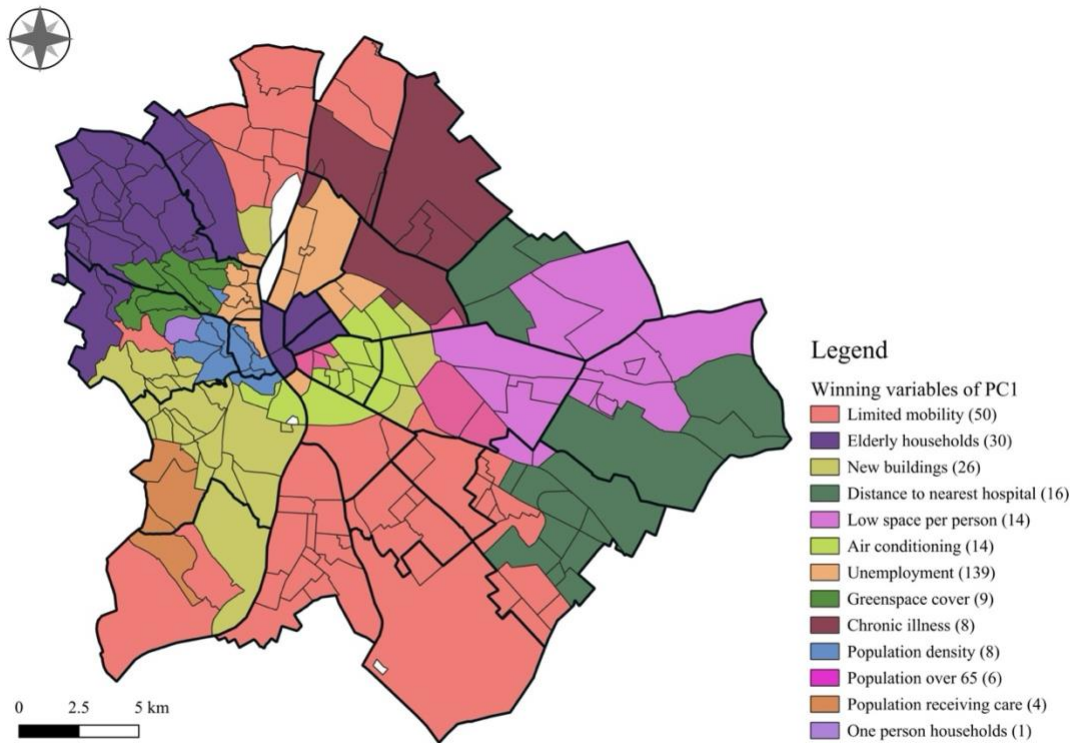 Legend
Winning variables of PC1
Limited mobility (50)
Elderly households (30)
New buildings (26)
Distance to nearest hospital (16)
Low space per person (14)
Air conditioning (14)
Unemployment (139)
Greenspace cover (9)
Chronic illness (8)
Population density (8)
Population over 65 (6)
Population receiving care (4)
One person households (1)
0 2.5 5 km